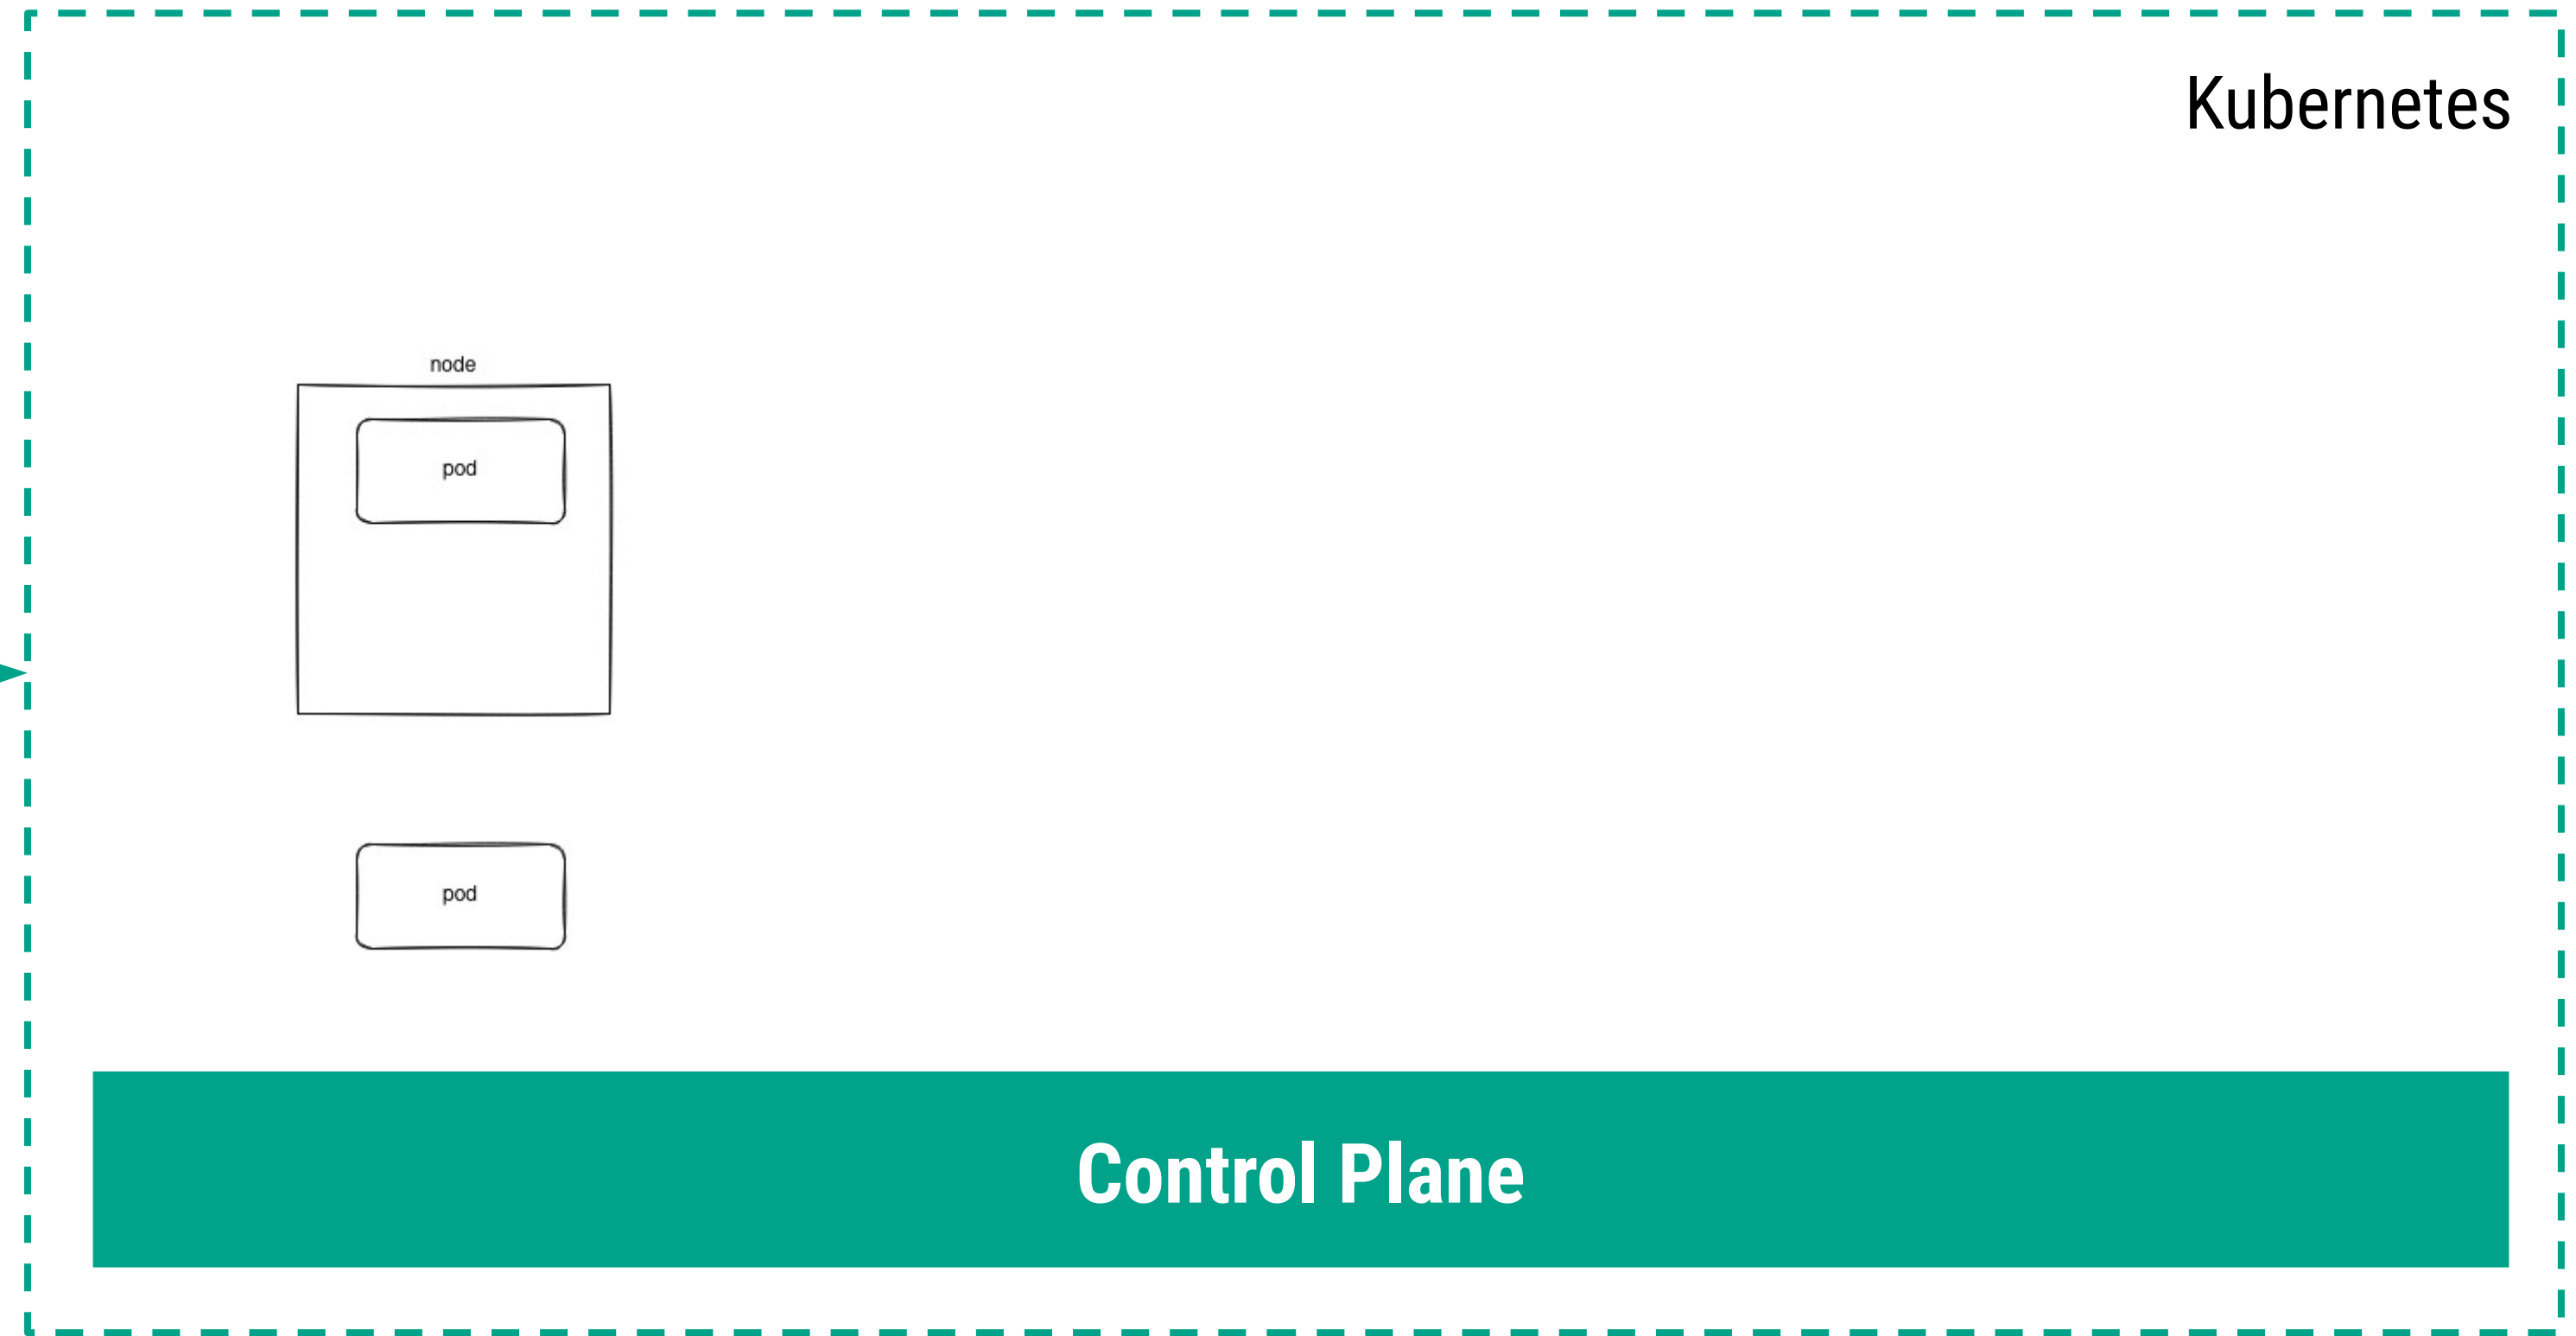 Kubernetes
node
pod
pod
Control Plane